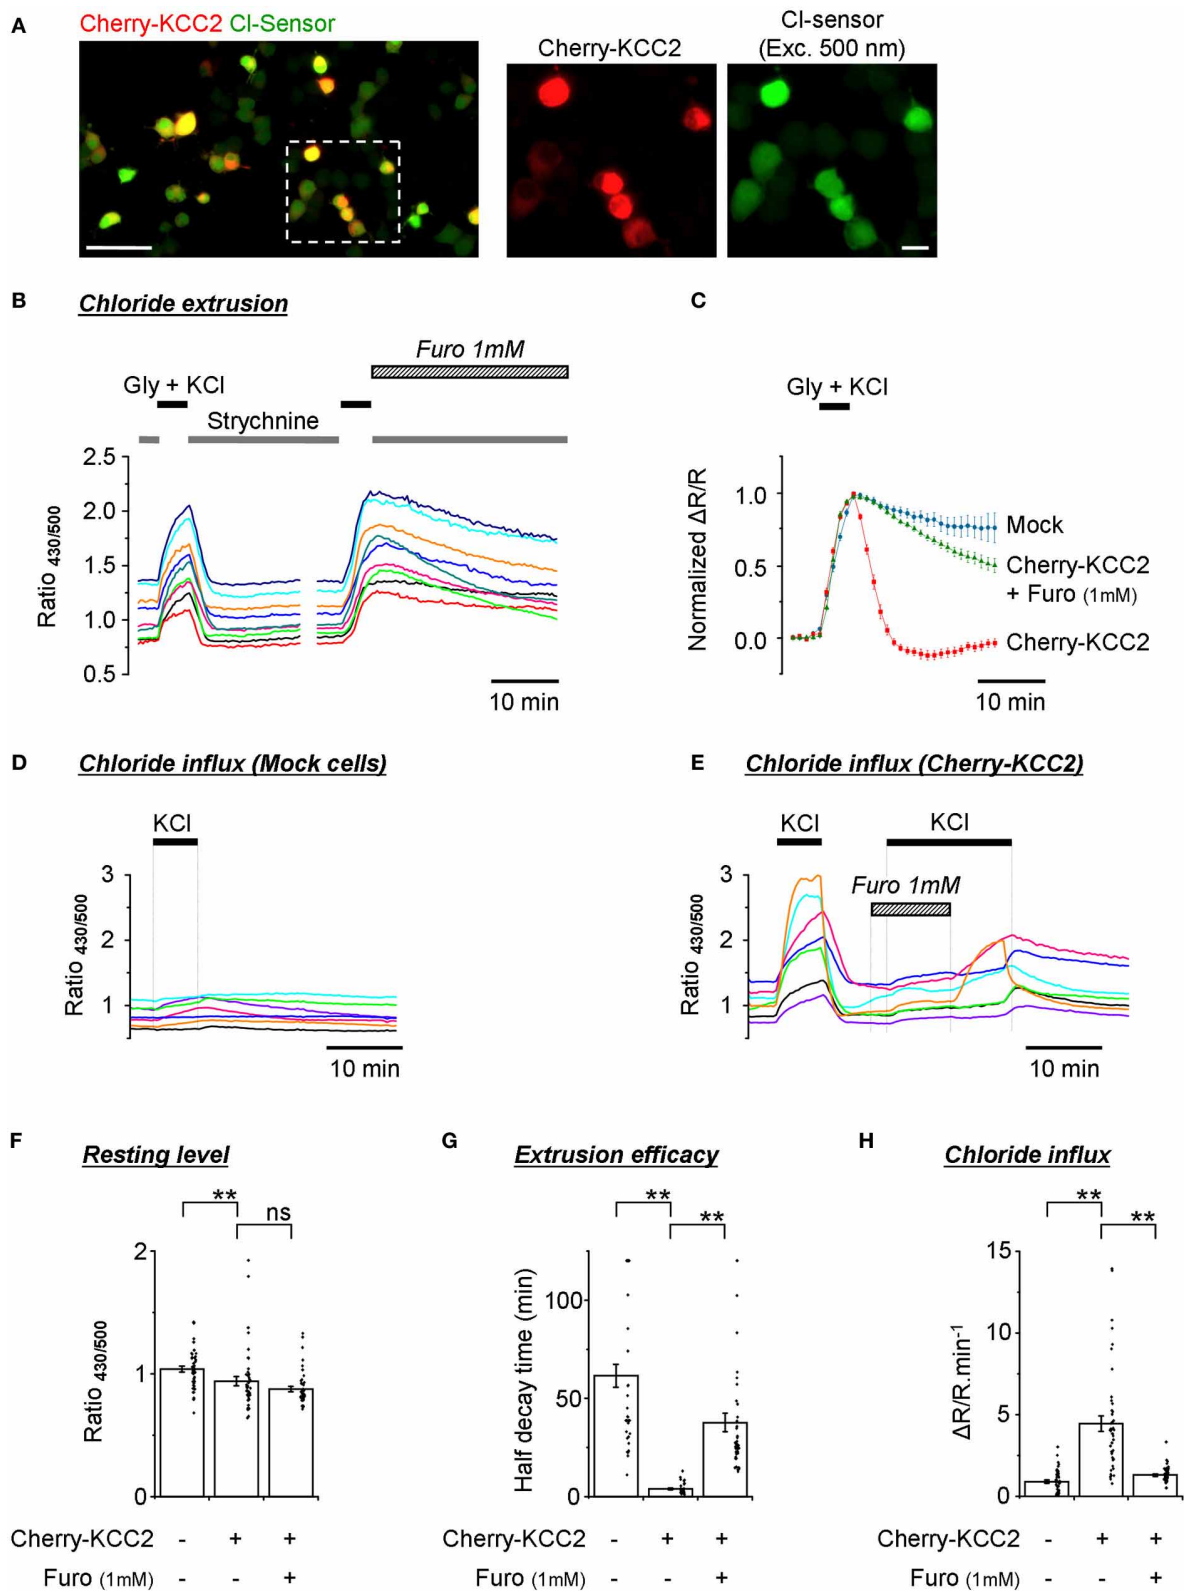 A
Cherry-KCC2 Cl-Sensor
Cherry-KCC2
Cl-sensor
(Exc. 500 nm)
B
Chloride extrusion
Furo 1mM
Gly + KCl
Strychnine
2.5
2.0
1.5
1.0
0.5
Ratio 430/500
10 min
C
Gly + KCl
Normalized ΔR/R
1.0
0.5
0.0
Mock
Cherry-KCC2
+ Furo (1mM)
Cherry-KCC2
10 min
D
Chloride influx (Mock cells)
KCl
3
2
1
Ratio 430/500
10 min
E
Chloride influx (Cherry-KCC2)
KCl
KCl
Furo 1mM
3
2
1
Ratio 430/500
10 min
F
Resting level
**
ns
2
1
0
Ratio 430/500
Cherry-KCC2 - + +
Furo (1mM) - - +
G
Extrusion efficacy
**
**
100
50
0
Half decay time (min)
Cherry-KCC2 - + +
Furo (1mM) - - +
H
Chloride influx
**
**
15
10
5
0
ΔR/R.min⁻¹
Cherry-KCC2 - + +
Furo (1mM) - - +